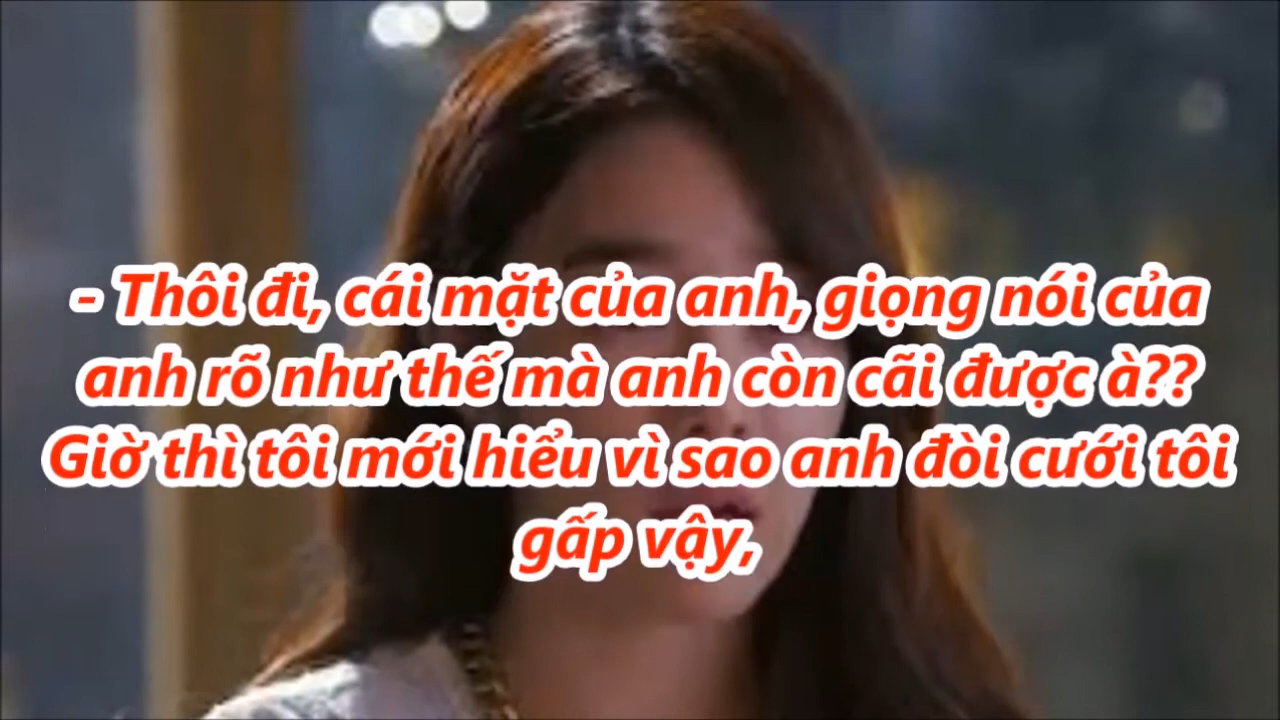 - Thôi đi, cái mặt của anh, giọng nói của
anh rõ như thế mà anh còn cãi được à??
Giờ thì tôi mới hiểu vì sao anh đòi cưới tôi
gấp vậy,